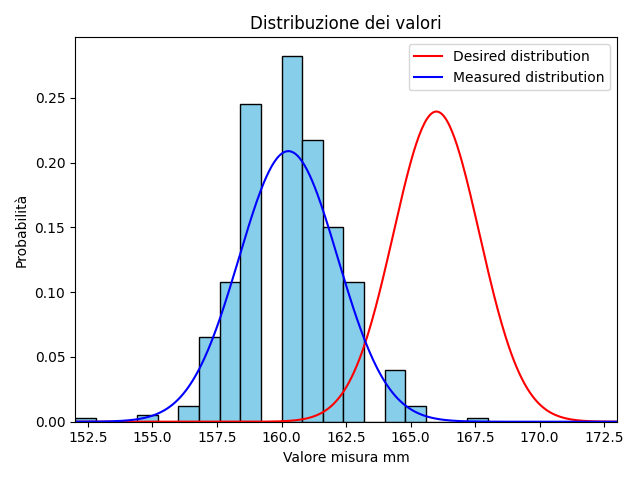 Distribuzione dei valori
Desired distribution
Measured distribution
Probabilità
0.25
0.20
0.15
0.10
0.05
0.00
152.5 155.0 157.5 160.0 162.5 165.0 167.5 170.0 172.5
Valore misura mm